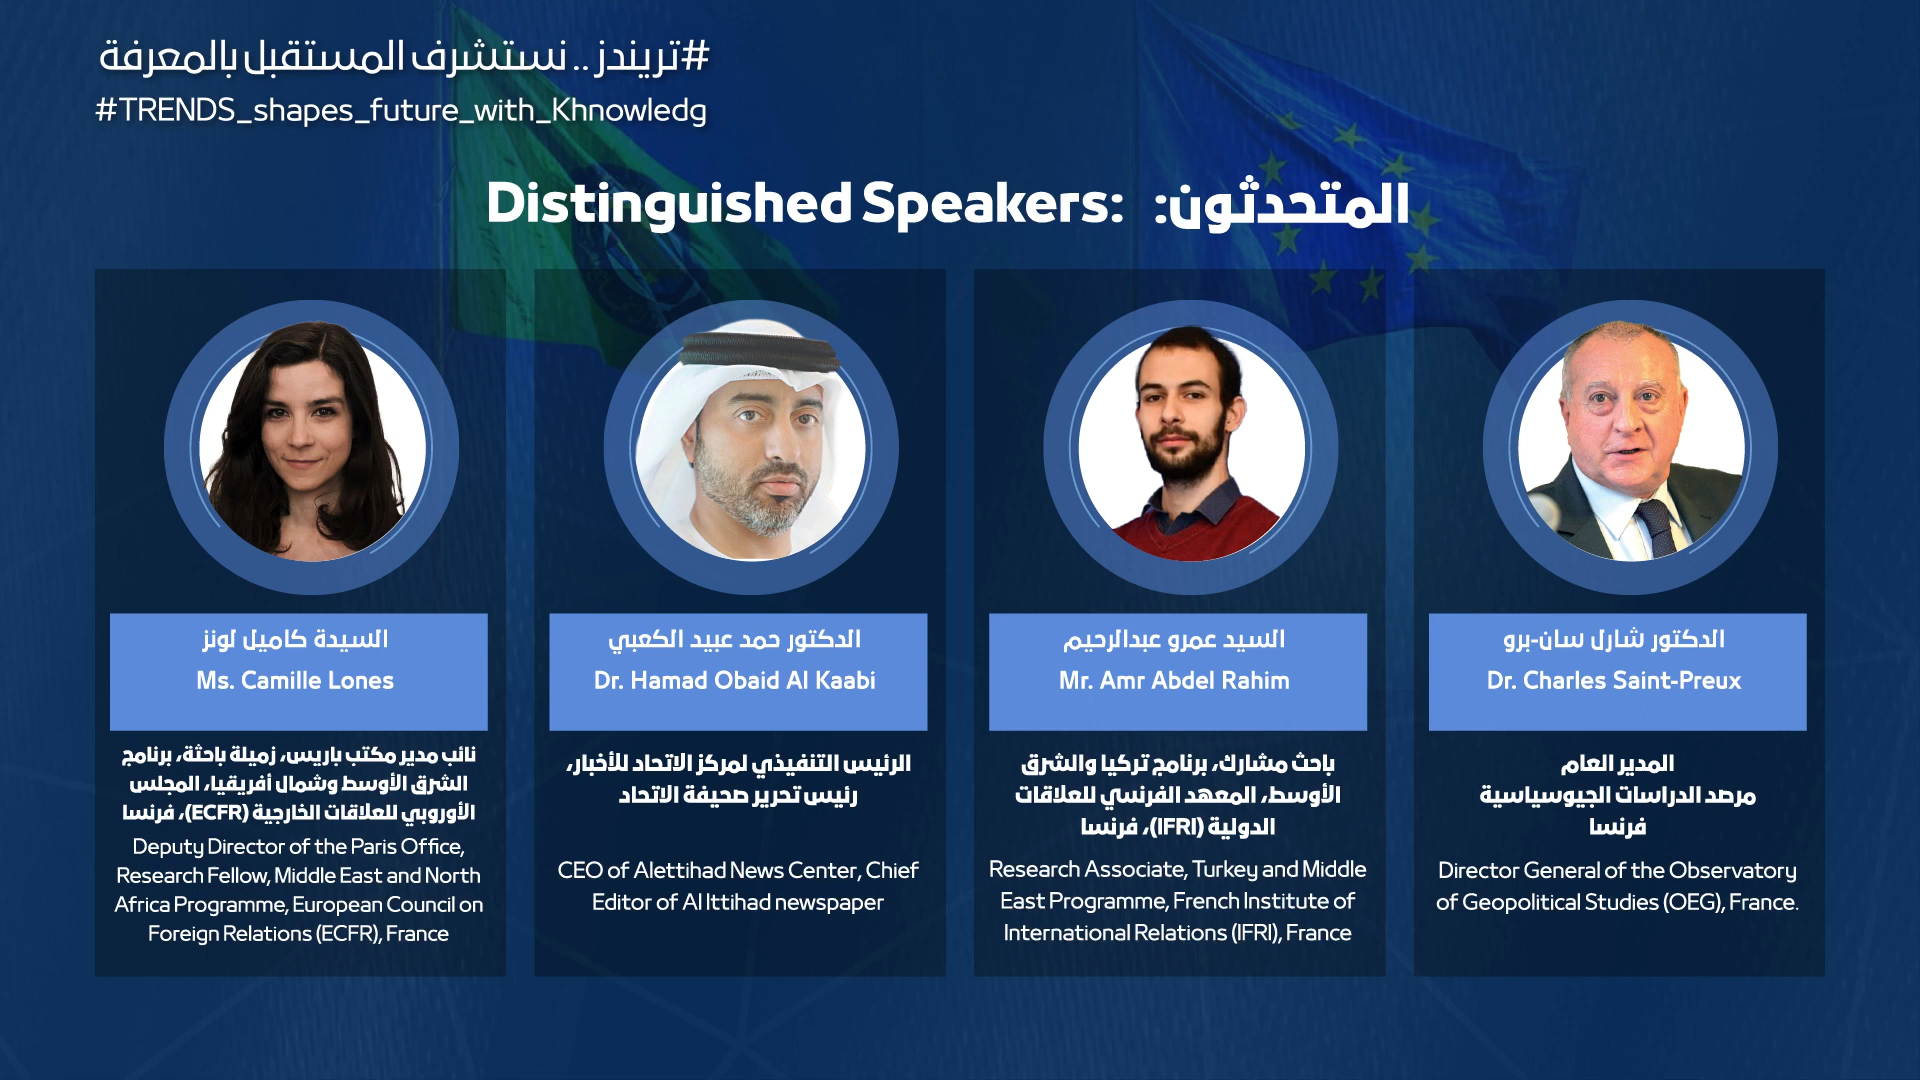 #تريندز .. نستشرف المستقبل بالمعرفة
#TRENDS_shapes_future_with_Khnowledg
Distinguished Speakers: المتحدثون:
السيدة كاميل لونز
Ms. Camille Lones
نائب مدير مكتب باريس، زميلة باحثة، برنامج
الشرق الأوسط وشمال أفريقيا، المجلس
الأوروبي للعلاقات الخارجية (ECFR)، فرنسا
Deputy Director of the Paris Office,
Research Fellow, Middle East and North
Africa Programme, European Council on
Foreign Relations (ECFR), France
الدكتور حمد عبيد الكعبي
Dr. Hamad Obaid Al Kaabi
الرئيس التنفيذي لمركز الاتحاد للأخبار،
رئيس تحرير صحيفة الاتحاد
CEO of Alettihad News Center, Chief
Editor of Al Ittihad newspaper
السيد عمرو عبدالرحيم
Mr. Amr Abdel Rahim
باحث مشارك، برنامج تركيا والشرق
الأوسط، المعهد الفرنسي للعلاقات
الدولية (IFRI)، فرنسا
Research Associate, Turkey and Middle
East Programme, French Institute of
International Relations (IFRI), France
الدكتور شارل سان-برو
Dr. Charles Saint-Preux
المدير العام
مرصد الدراسات الجيوسياسية
فرنسا
Director General of the Observatory
of Geopolitical Studies (OEG), France.